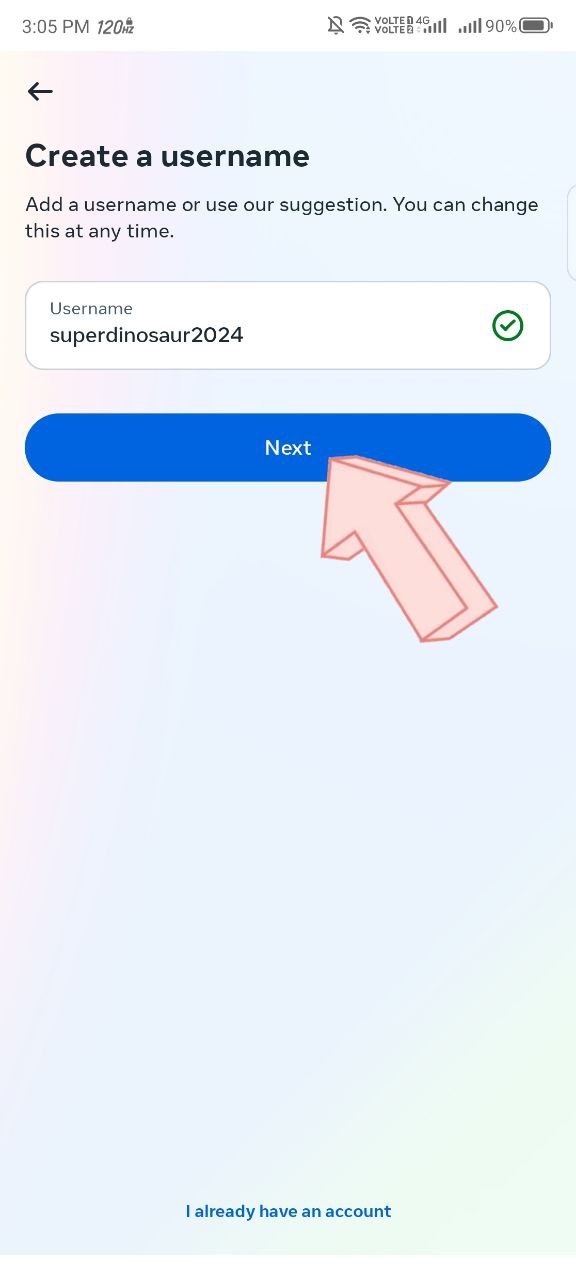 3:05 PM 120HZ
VOLTE 1 4G
VOLTE 2
90%
Create a username
Add a username or use our suggestion. You can change
this at any time.
Username
superdinosaur2024
Next
I already have an account